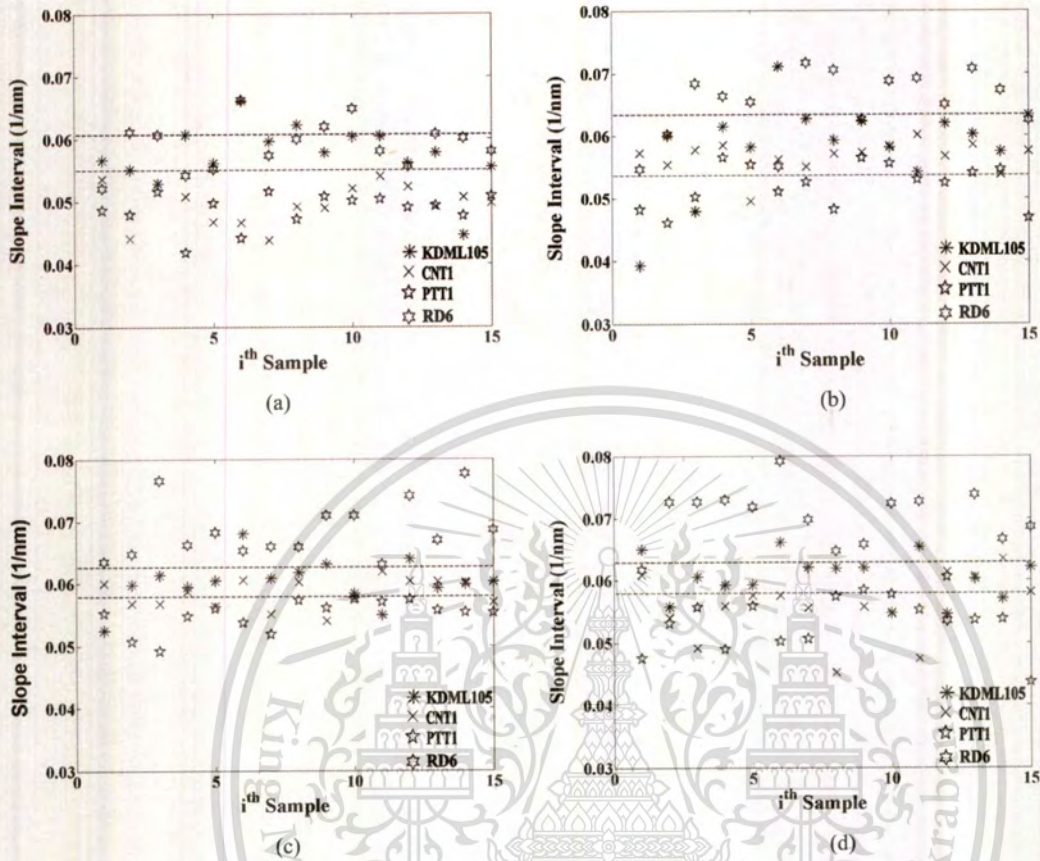 0.08
0.07
0.06
0.05
0.04
0.03
Slope Interval (1/nm)
KDML105
CNT1
PTT1
RD6
5
10
15
i^th Sample
(a)
0.08
0.07
0.06
0.05
0.04
0.03
Slope Interval (1/nm)
KDML105
CNT1
PTT1
RD6
0
5
10
15
i^th Sample
(b)
0.08
0.07
0.06
0.05
0.04
0.03
Slope Interval (1/nm)
KDML105
CNT1
PTT1
RD6
0
5
10
15
i^th Sample
(c)
0.08
0.07
0.06
0.05
0.04
0.03
Slope Interval (1/nm)
KDML105
CNT1
PTT1
RD6
5
10
15
i^th Sample
(d)
King
krabang